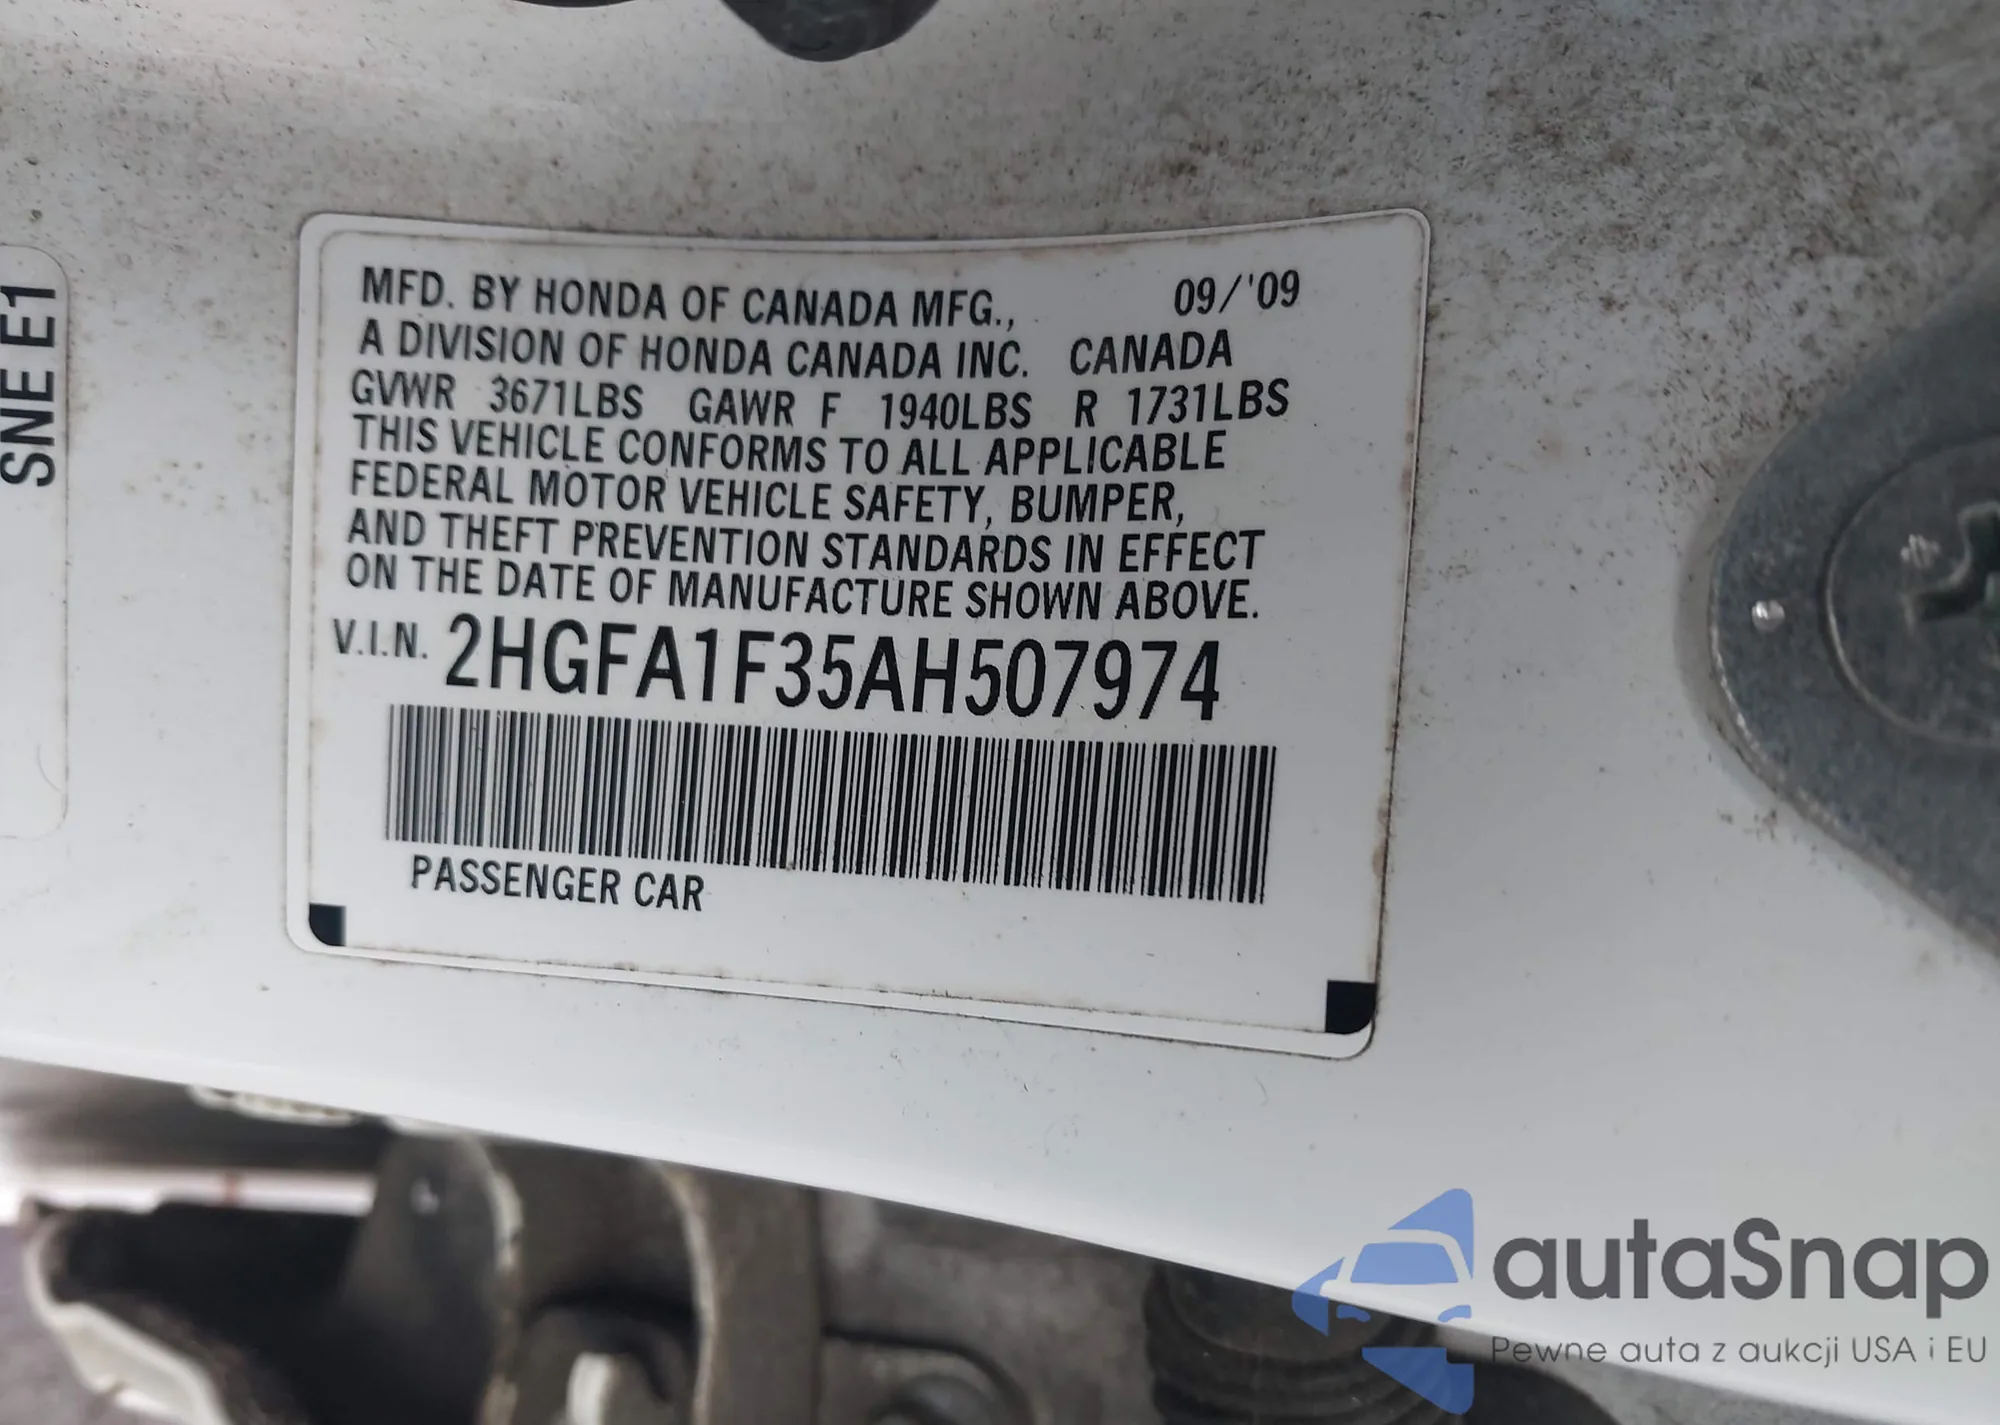 SNE E1
MFD. BY HONDA OF CANADA MFG., 09/'09
A DIVISION OF HONDA CANADA INC. CANADA
GVWR 3671LBS GAWR F 1940LBS R 1731LBS
THIS VEHICLE CONFORMS TO ALL APPLICABLE
FEDERAL MOTOR VEHICLE SAFETY, BUMPER,
AND THEFT PREVENTION STANDARDS IN EFFECT
ON THE DATE OF MANUFACTURE SHOWN ABOVE.
V.I.N. 2HGFA1F35AH507974
PASSENGER CAR
autaSnap
Pewne auta z aukcji USA i EU